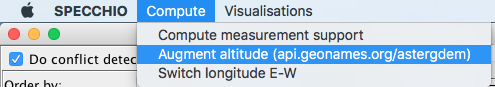 SPECCHIO Compute Visualisations
Compute measurement support
Augment altitude (api.geonames.org/astergdem)
Do conflict detec
Switch longitude E-W
Order by: